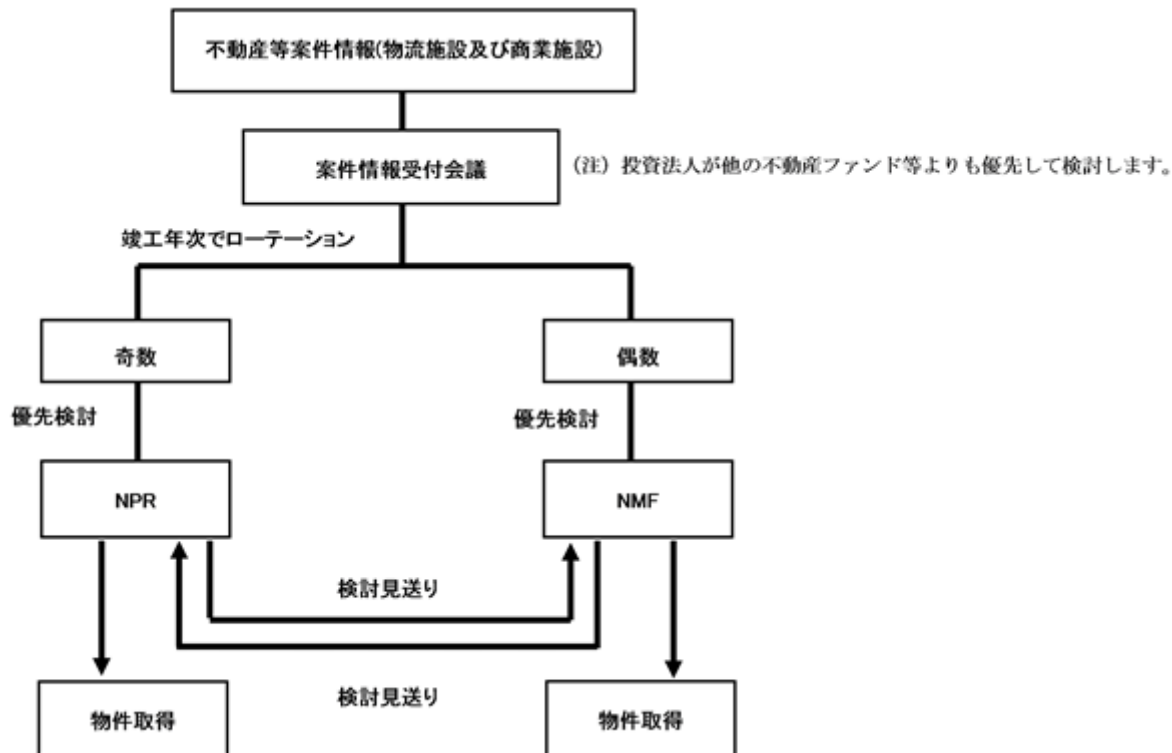 不動産等案件情報(物流施設及び商業施設)
案件情報受付会議
（注）投資法人が他の不動産ファンド等よりも優先して検討します。
竣工年次でローテーション
奇数
偶数
優先検討
優先検討
NPR
NMF
検討見送り
検討見送り
物件取得
物件取得